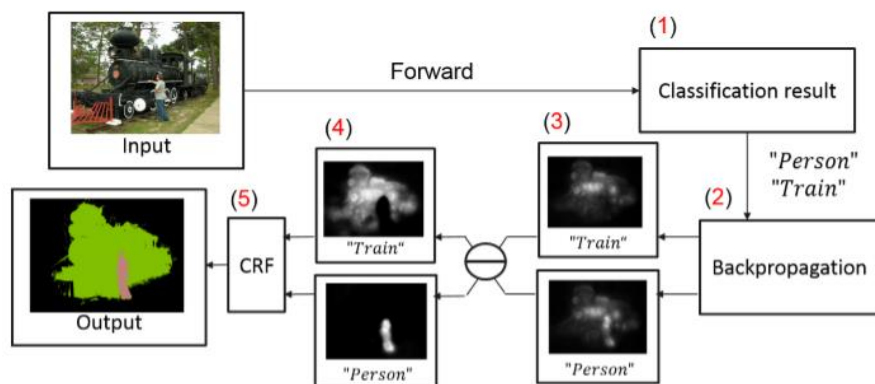 (1)
Forward
Classification result
Input
(4)
(3)
"Person"
"Train"
(2)
(5)
"Train“
"Train“
CRF
Backpropagation
Output
"Person"
"Person"